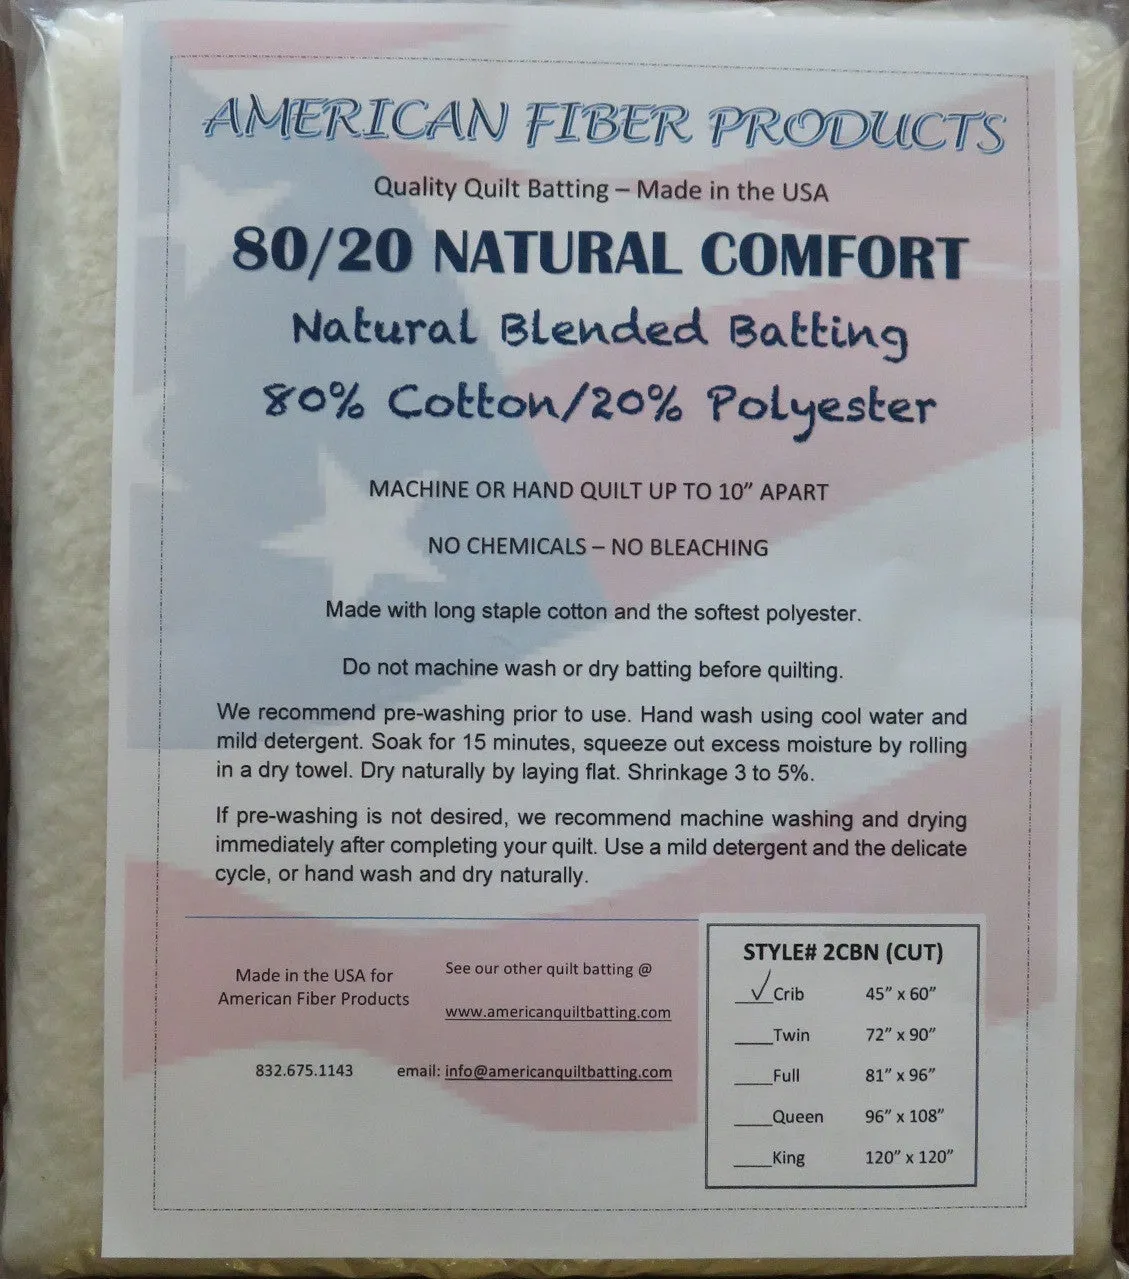 AMERICAN FIBER PRODUCTS
Quality Quilt Batting – Made in the USA
80/20 NATURAL COMFORT
Natural Blended Batting
80% Cotton/20% Polyester
MACHINE OR HAND QUILT UP TO 10” APART
NO CHEMICALS – NO BLEACHING
Made with long staple cotton and the softest polyester.
Do not machine wash or dry batting before quilting.
We recommend pre-washing prior to use. Hand wash using cool water and
mild detergent. Soak for 15 minutes, squeeze out excess moisture by rolling
in a dry towel. Dry naturally by laying flat. Shrinkage 3 to 5%.
If pre-washing is not desired, we recommend machine washing and drying
immediately after completing your quilt. Use a mild detergent and the delicate
cycle, or hand wash and dry naturally.
Made in the USA for
American Fiber Products
See our other quilt batting @
www.americanquiltbatting.com
832.675.1143
email: info@americanquiltbatting.com
STYLE# 2CBN (CUT)
✓Crib 45” x 60”
Twin 72” x 90”
Full 81” x 96”
Queen 96” x 108”
King 120” x 120”